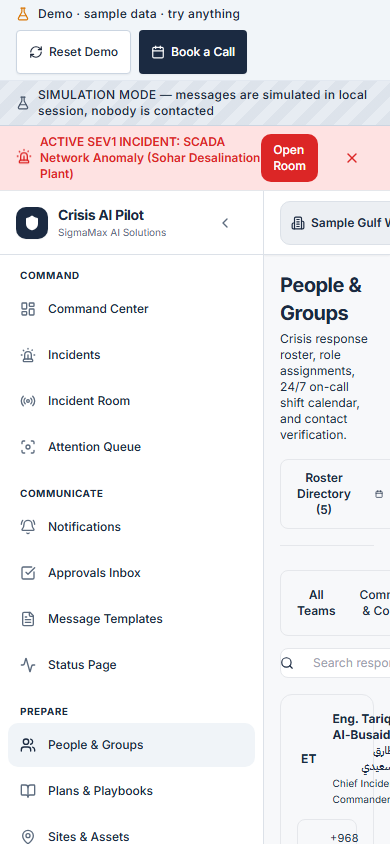 Demo · sample data · try anything
Reset Demo
Book a Call
SIMULATION MODE — messages are simulated in local
session, nobody is contacted
ACTIVE SEV1 INCIDENT: SCADA
Network Anomaly (Sohar Desalination
Plant)
Open
Room
Crisis AI Pilot
SigmaMax AI Solutions
Sample Gulf
COMMAND
Command Center
Incidents
Incident Room
Attention Queue
COMMUNICATE
Notifications
Approvals Inbox
Message Templates
Status Page
PREPARE
People & Groups
Plans & Playbooks
Sites & Assets
People &
Groups
Crisis response
roster, role
assignments,
24/7 on-call
shift calendar,
and contact
verification.
Roster
Directory
(5)
All
Teams
Comm
& Co
Search respo
ET
Eng. Tariq
Al-Busaid
Chief Incide
Commander
+968